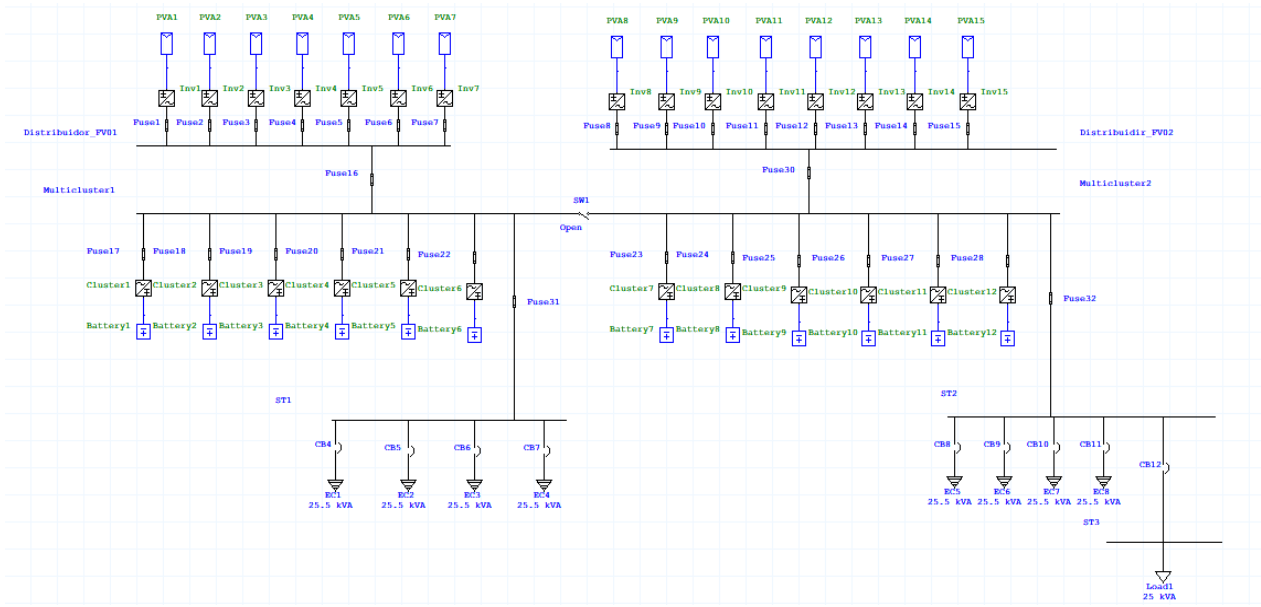 PVA1 PVA2 PVA3 PVA4 PVA5 PVA6 PVA7
PVA8 PVA9 PVA10 PVA11 PVA12 PVA13 PVA14 PVA15
Inv1 Inv2 Inv3 Inv4 Inv5 Inv6 Inv7
Inv8 Inv9 Inv10 Inv11 Inv12 Inv13 Inv14 Inv15
Fuse1 Fuse2 Fuse3 Fuse4 Fuse5 Fuse6 Fuse7
Fuse8 Fuse9 Fuse10 Fuse11 Fuse12 Fuse13 Fuse14 Fuse15
Distribuidor_FV01
Distribuidir_FV02
Fuse16
Fuse30
Multicluster1
Multicluster2
SW1
Open
Fuse17 Fuse18 Fuse19 Fuse20 Fuse21 Fuse22
Fuse23 Fuse24 Fuse25 Fuse26 Fuse27 Fuse28
Cluster1 Cluster2 Cluster3 Cluster4 Cluster5 Cluster6
Cluster7 Cluster8 Cluster9 Cluster10 Cluster11 Cluster12
Fuse31
Fuse32
Battery1 Battery2 Battery3 Battery4 Battery5 Battery6
Battery7 Battery8 Battery9 Battery10 Battery11 Battery12
ST1
ST2
CB4 CB5 CB6 CB7
CB8 CB9 CB10 CB11
CB12
EC1 EC2 EC3 EC4
25.5 kVA 25.5 kVA 25.5 kVA 25.5 kVA
EC5 EC6 EC7 EC8
25.5 kVA 25.5 kVA 25.5 kVA 25.5 kVA
ST3
Load1
25 kVA